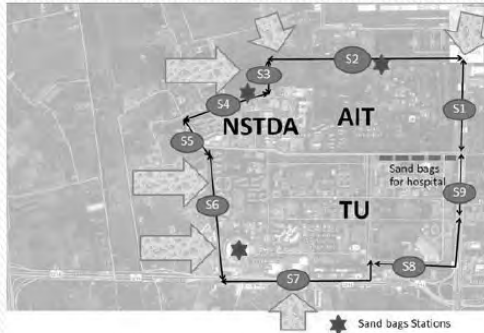 S2
S3
S4
AIT
S1
NSTDA
S5
Sand bags
for hospital
S9
S6
TU
S8
S7
Sand bags Stations